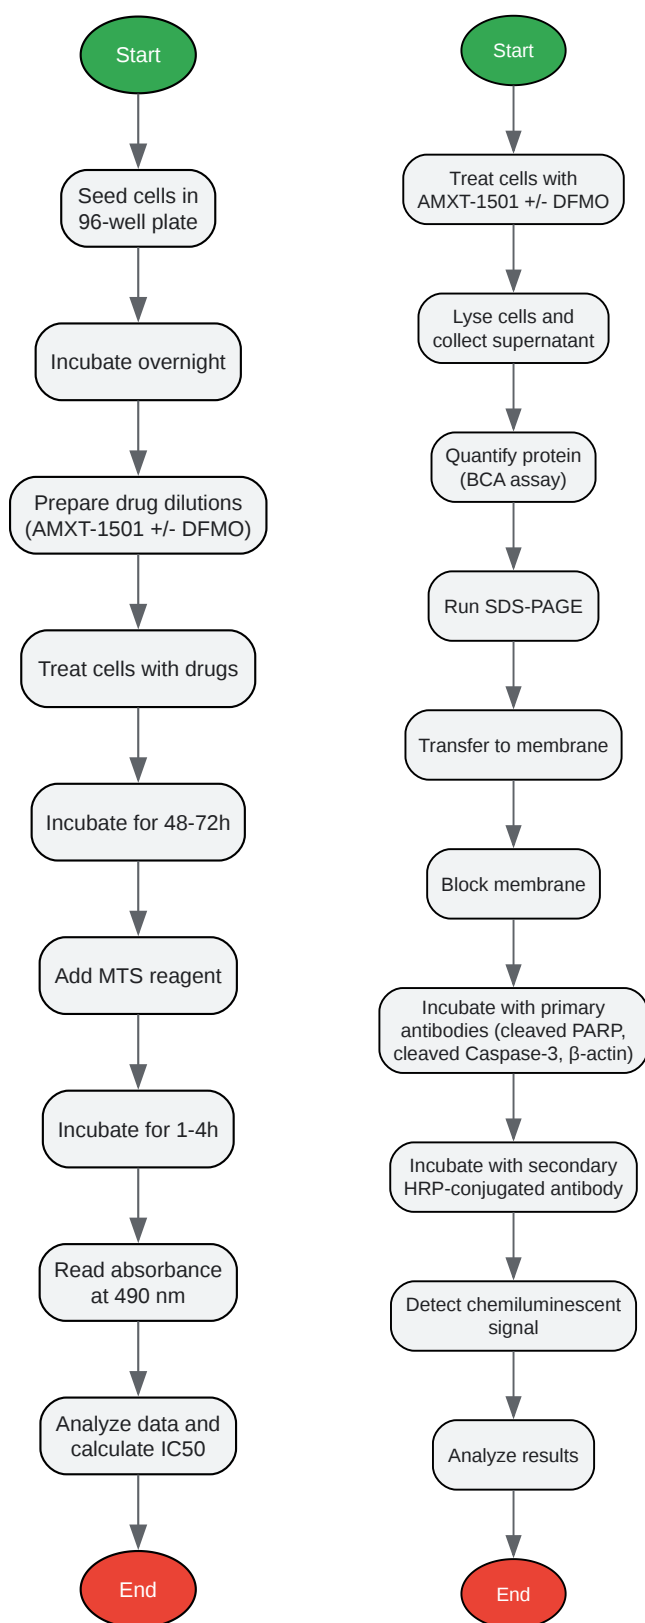 Start
Seed cells in
96-well plate
Incubate overnight
Prepare drug dilutions
(AMXT-1501 +/- DFMO)
Treat cells with drugs
Incubate for 48-72h
Add MTS reagent
Incubate for 1-4h
Read absorbance
at 490 nm
Analyze data and
calculate IC50
End
Start
Treat cells with
AMXT-1501 +/- DFMO
Lyse cells and
collect supernatant
Quantify protein
(BCA assay)
Run SDS-PAGE
Transfer to membrane
Block membrane
Incubate with primary
antibodies (cleaved PARP,
cleaved Caspase-3, β-actin)
Incubate with secondary
HRP-conjugated antibody
Detect chemiluminescent
signal
Analyze results
End